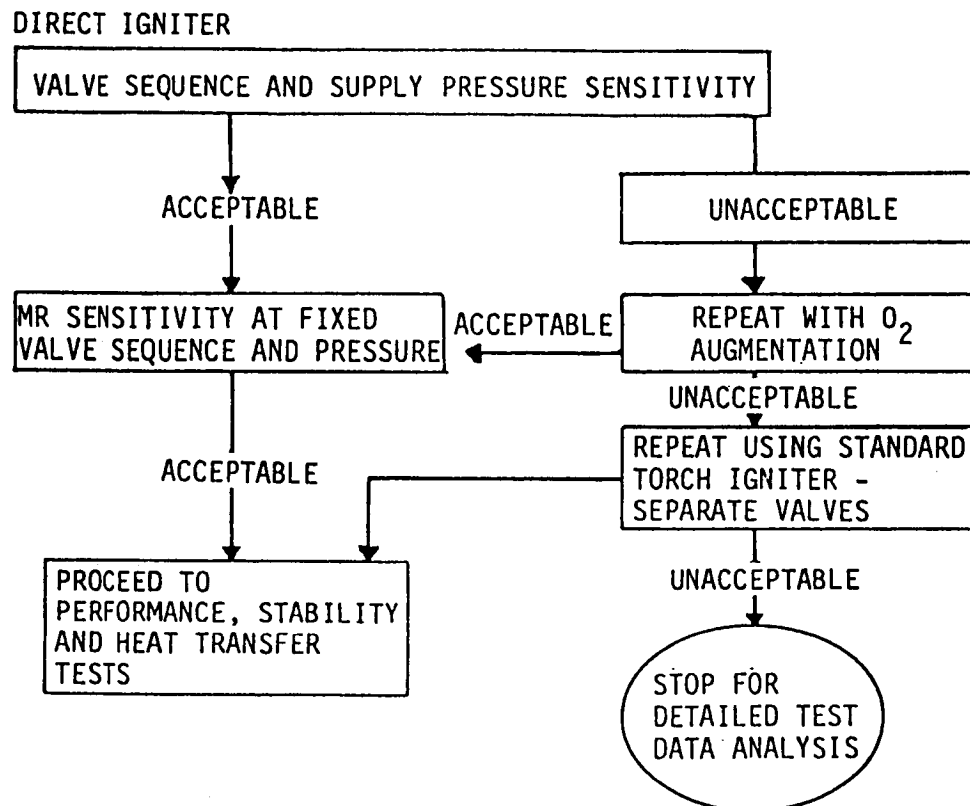 DIRECT IGNITER
VALVE SEQUENCE AND SUPPLY PRESSURE SENSITIVITY
ACCEPTABLE
UNACCEPTABLE
MR SENSITIVITY AT FIXED
VALVE SEQUENCE AND PRESSURE
ACCEPTABLE
REPEAT WITH O2
AUGMENTATION
UNACCEPTABLE
REPEAT USING STANDARD
TORCH IGNITER -
SEPARATE VALVES
ACCEPTABLE
PROCEED TO
PERFORMANCE, STABILITY
AND HEAT TRANSFER
TESTS
UNACCEPTABLE
STOP FOR
DETAILED TEST
DATA ANALYSIS